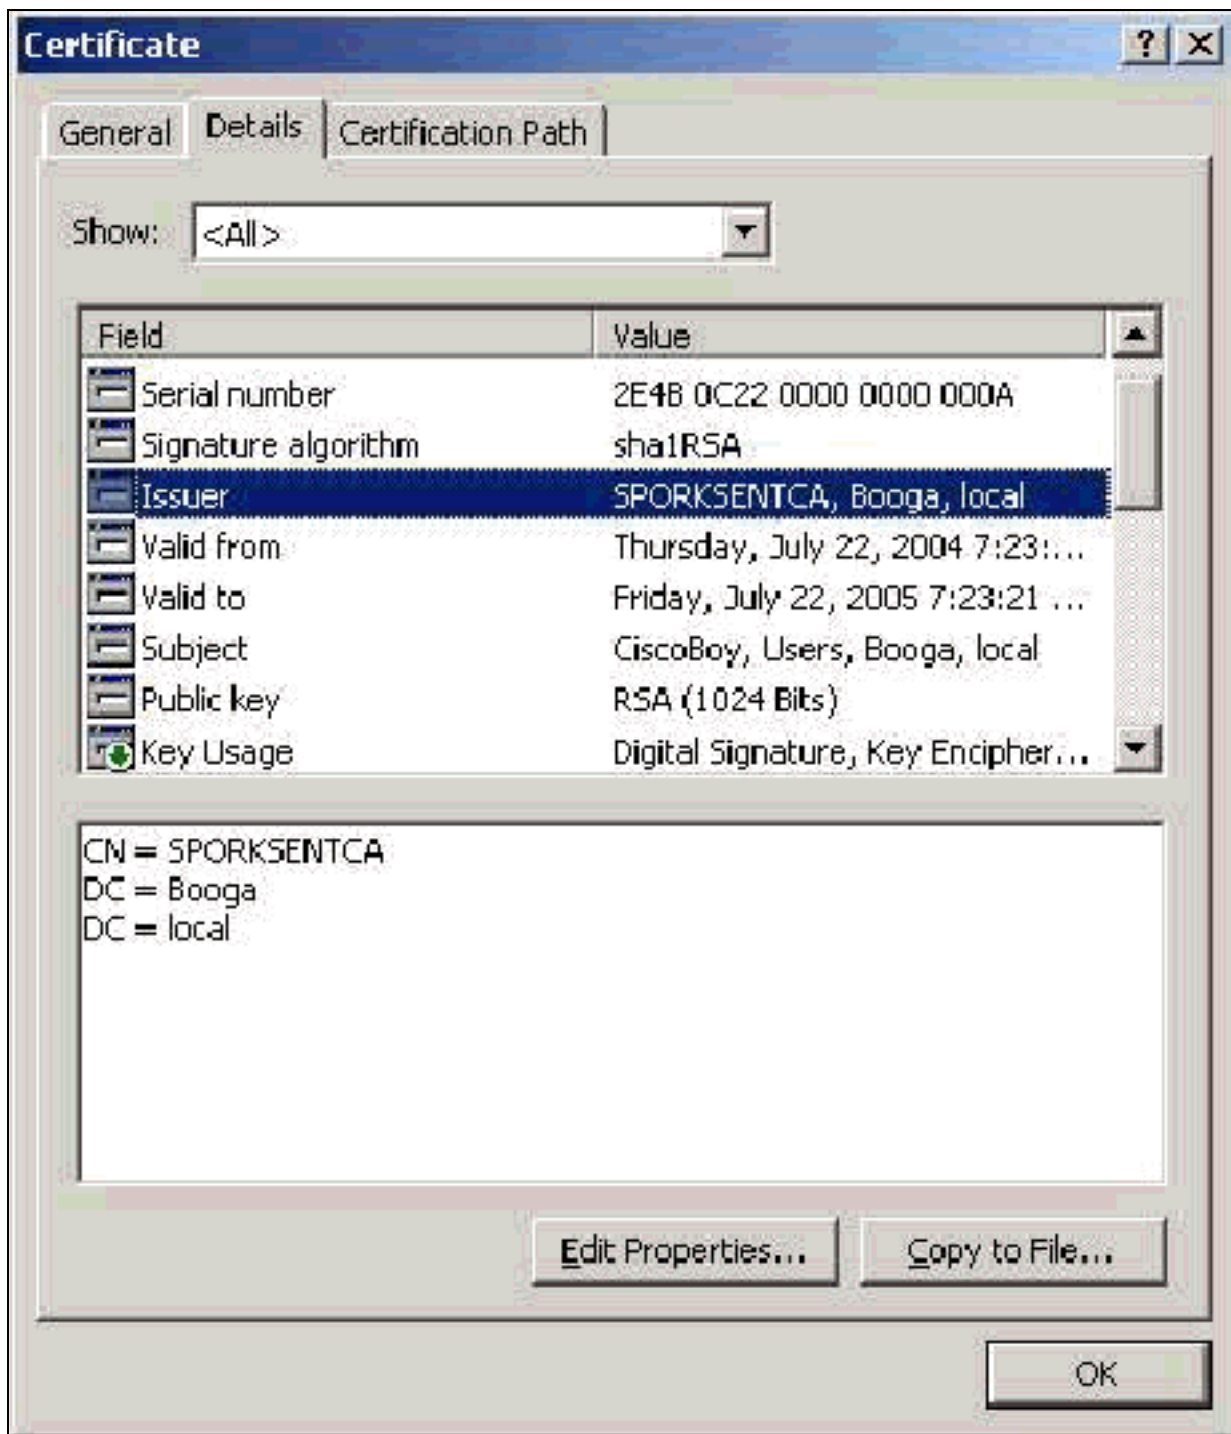 Certificate
General Details Certification Path
Show: <All>
Field Value
Serial number 2E4B 0C22 0000 0000 000A
Signature algorithm sha1RSA
Issuer SPORKSENTCA, Booga, local
Valid from Thursday, July 22, 2004 7:23:...
Valid to Friday, July 22, 2005 7:23:21 ...
Subject CiscoBoy, Users, Booga, local
Public key RSA (1024 Bits)
Key Usage Digital Signature, Key Encipher...
CN = SPORKSENTCA
DC = Booga
DC = local
Edit Properties... Copy to File...
OK